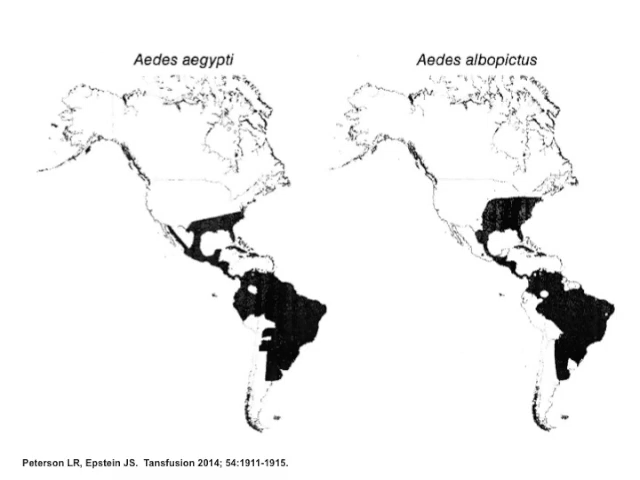 Aedes aegypti
Aedes albopictus
Peterson LR, Epstein JS.  Tansfusion 2014; 54:1911-1915.